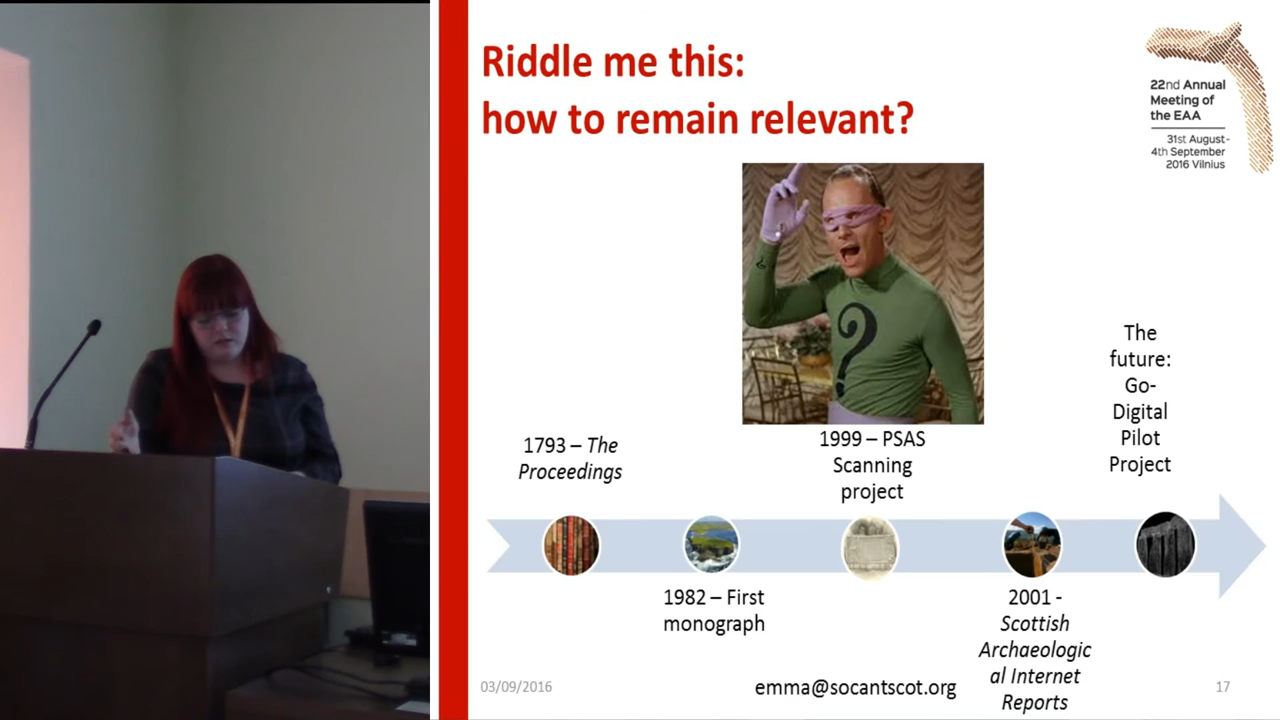 Riddle me this:
how to remain relevant?
22nd Annual
Meeting of
the EAA
31st August-
4th September
2016 Vilnius
?
1793 – The
Proceedings
1982 – First
monograph
1999 – PSAS
Scanning
project
2001 -
Scottish
Archaeologic
al Internet
Reports
The
future:
Go-
Digital
Pilot
Project
03/09/2016
emma@socantscot.org
17